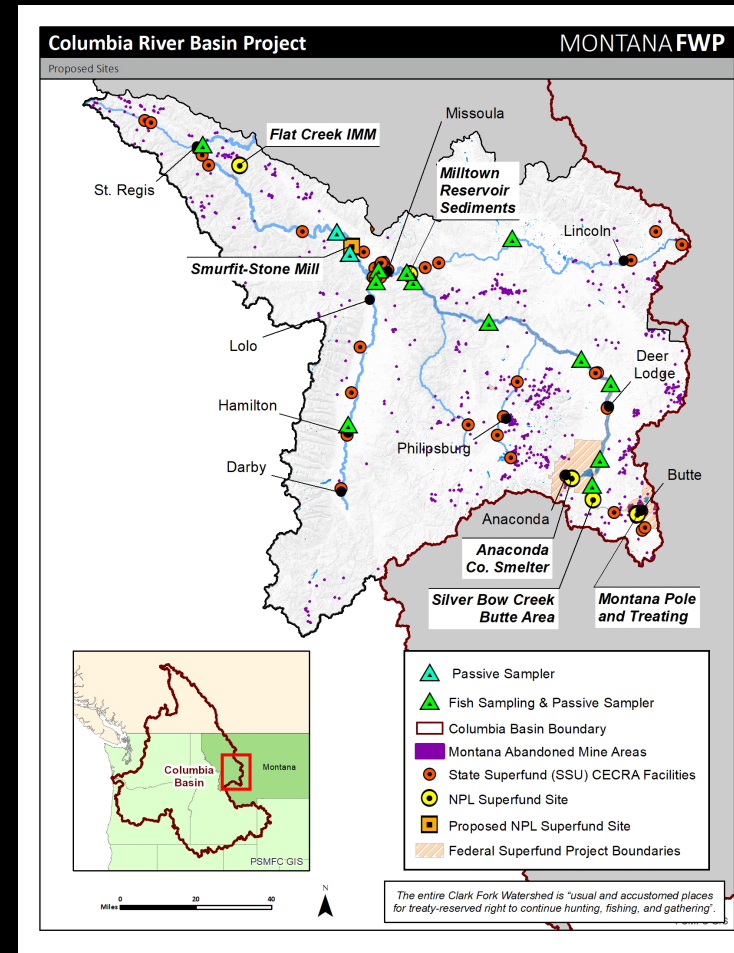 Columbia River Basin Project
MONTANA FWP
Proposed Sites
Missoula
Flat Creek IMM
St. Regis
Milltown
Reservoir
Sediments
Lincoln
Smurfit-Stone Mill
Lolo
Deer
Lodge
Hamilton
Philipsburg
Darby
Butte
Anaconda
Anaconda
Co. Smelter
Silver Bow Creek
Butte Area
Montana Pole
and Treating
Passive Sampler
Fish Sampling & Passive Sampler
Columbia Basin Boundary
Montana Abandoned Mine Areas
State Superfund (SSU) CECRA Facilities
NPL Superfund Site
Proposed NPL Superfund Site
Federal Superfund Project Boundaries
Columbia
Basin
Montana
PSMFC GIS
Miles
0
20
40
N
The entire Clark Fork Watershed is "usual and accustomed places
for treaty-reserved right to continue hunting, fishing, and gathering".